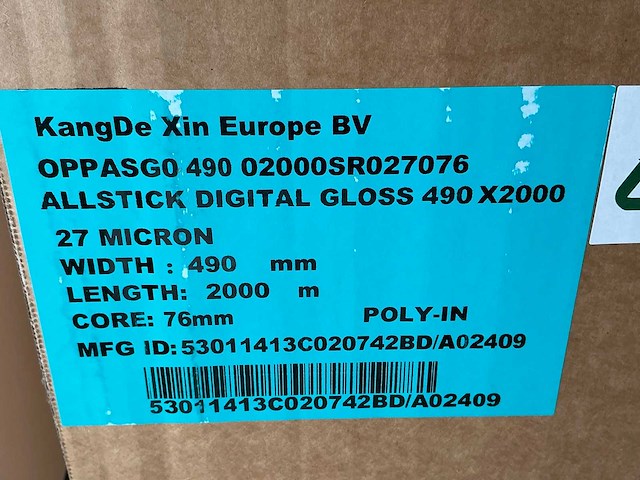 KangDe Xin Europe BV
OPPASG0 490 02000SR027076
ALLSTICK DIGITAL GLOSS 490 X2000
27 MICRON
WIDTH : 490 mm
LENGTH: 2000 m
CORE: 76mm POLY-IN
MFG ID: 53011413C020742BD/A02409
53011413C020742BD/A02409